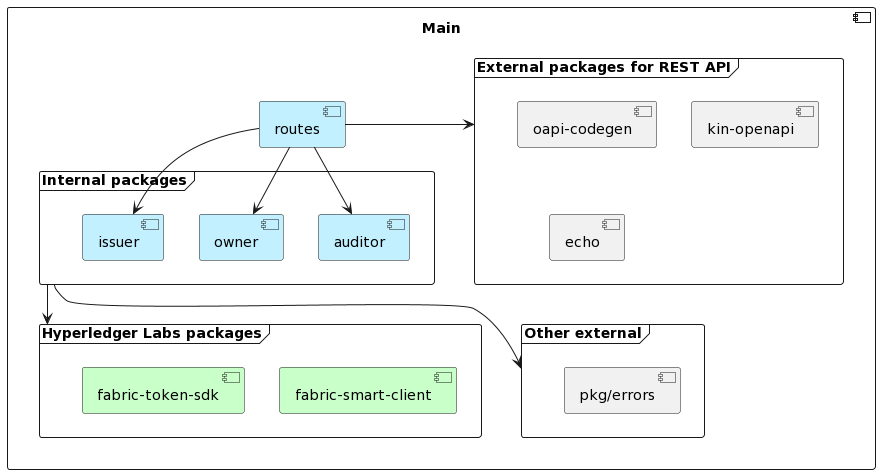 Main
External packages for REST API
routes
oapi-codegen
kin-openapi
Internal packages
issuer
owner
auditor
echo
Hyperledger Labs packages
fabric-token-sdk
fabric-smart-client
Other external
pkg/errors